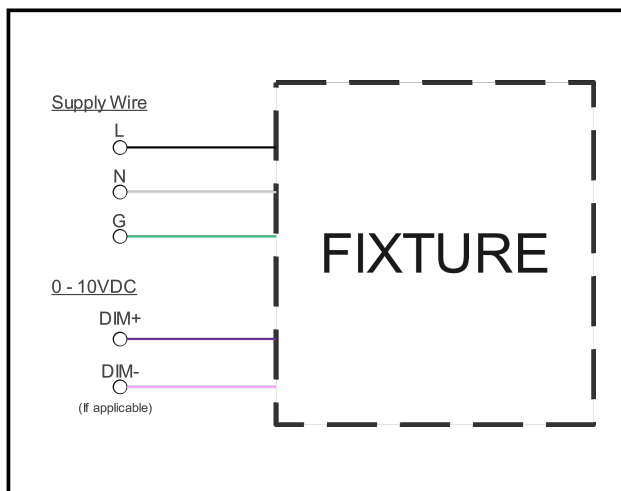 Supply Wire
L
N
G
FIXTURE
0 - 10VDC
DIM+
DIM-
(If applicable)